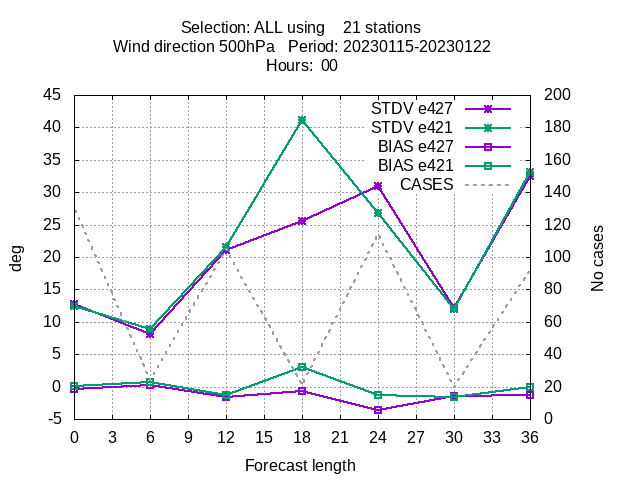 Selection: ALL using    21 stations
Wind direction 500hPa   Period: 20230115-20230122
Hours:  00
STDV e427
STDV e421
BIAS e427
BIAS e421
CASES
deg
45
40
35
30
25
20
15
10
5
0
-5
200
180
160
140
120
100
80
60
40
20
0
No cases
0 3 6 9 12 15 18 21 24 27 30 33 36
Forecast length